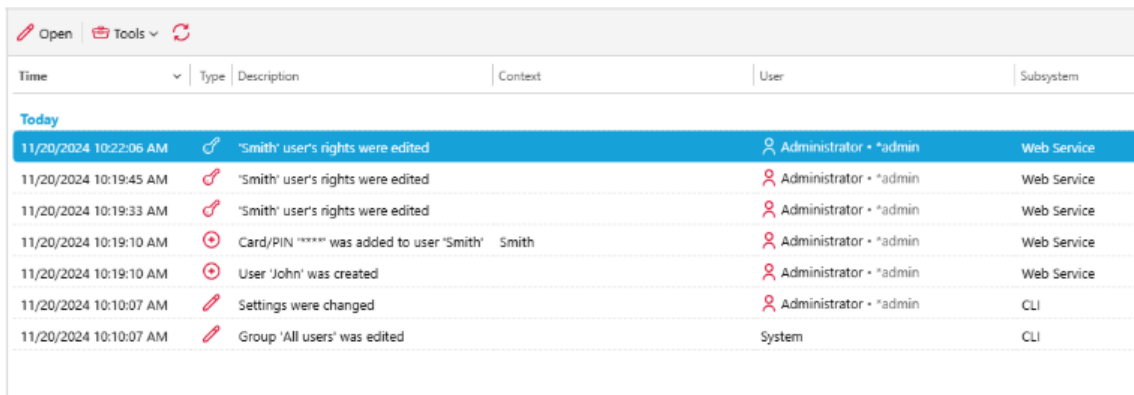 Open Tools
Time Type Description Context User Subsystem
Today
11/20/2024 10:22:06 AM 'Smith' user's rights were edited Administrator • *admin Web Service
11/20/2024 10:19:45 AM 'Smith' user's rights were edited Administrator • *admin Web Service
11/20/2024 10:19:33 AM 'Smith' user's rights were edited Administrator • *admin Web Service
11/20/2024 10:19:10 AM Card/PIN '****' was added to user 'Smith' Smith Administrator • *admin Web Service
11/20/2024 10:19:10 AM User 'John' was created Administrator • *admin Web Service
11/20/2024 10:10:07 AM Settings were changed Administrator • *admin CLI
11/20/2024 10:10:07 AM Group 'All users' was edited System CLI